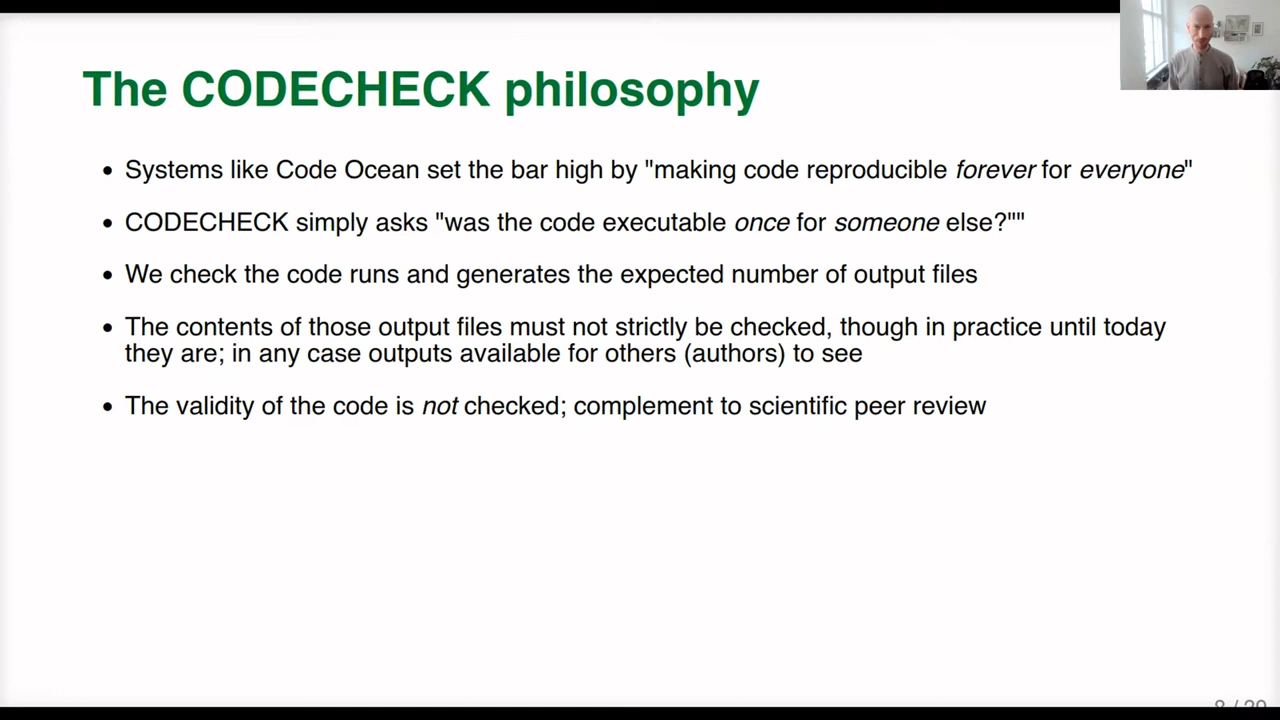 The CODECHECK philosophy
• Systems like Code Ocean set the bar high by "making code reproducible forever for everyone"
• CODECHECK simply asks "was the code executable once for someone else?""
• We check the code runs and generates the expected number of output files
• The contents of those output files must not strictly be checked, though in practice until today
they are; in any case outputs available for others (authors) to see
• The validity of the code is not checked; complement to scientific peer review